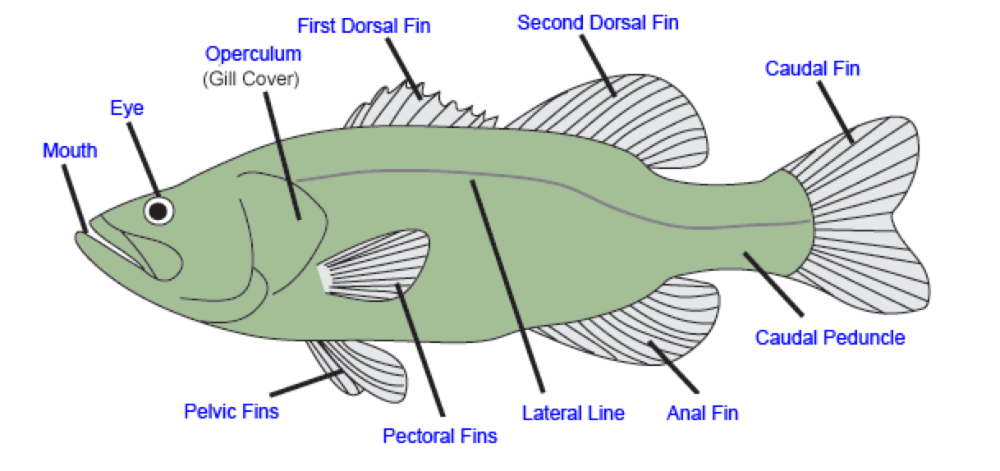 First Dorsal Fin
Second Dorsal Fin
Operculum
(Gill Cover)
Caudal Fin
Eye
Mouth
Caudal Peduncle
Pelvic Fins
Lateral Line
Anal Fin
Pectoral Fins